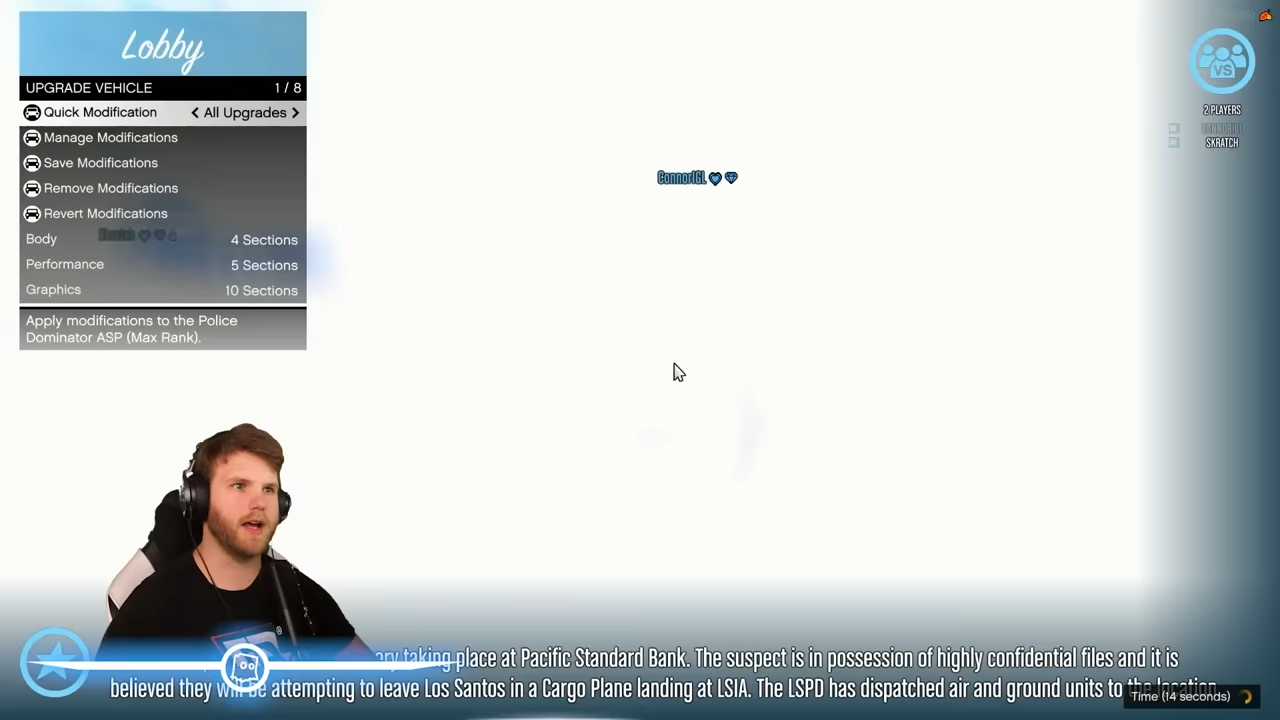 Lobby
UPGRADE VEHICLE 1 / 8
Quick Modification All Upgrades
Manage Modifications
Save Modifications
Remove Modifications
Revert Modifications
Body 4 Sections
Performance 5 Sections
Graphics 10 Sections
Apply modifications to the Police
Dominator ASP (Max Rank).
VS
2 PLAYERS
CONNORIGL
SKRATCH
ConnorIGL
Skratch
taking place at Pacific Standard Bank. The suspect is in possession of highly confidential files and it is
believed they will be attempting to leave Los Santos in a Cargo Plane landing at LSIA. The LSPD has dispatched air and ground units to the location.
Time (14 seconds)